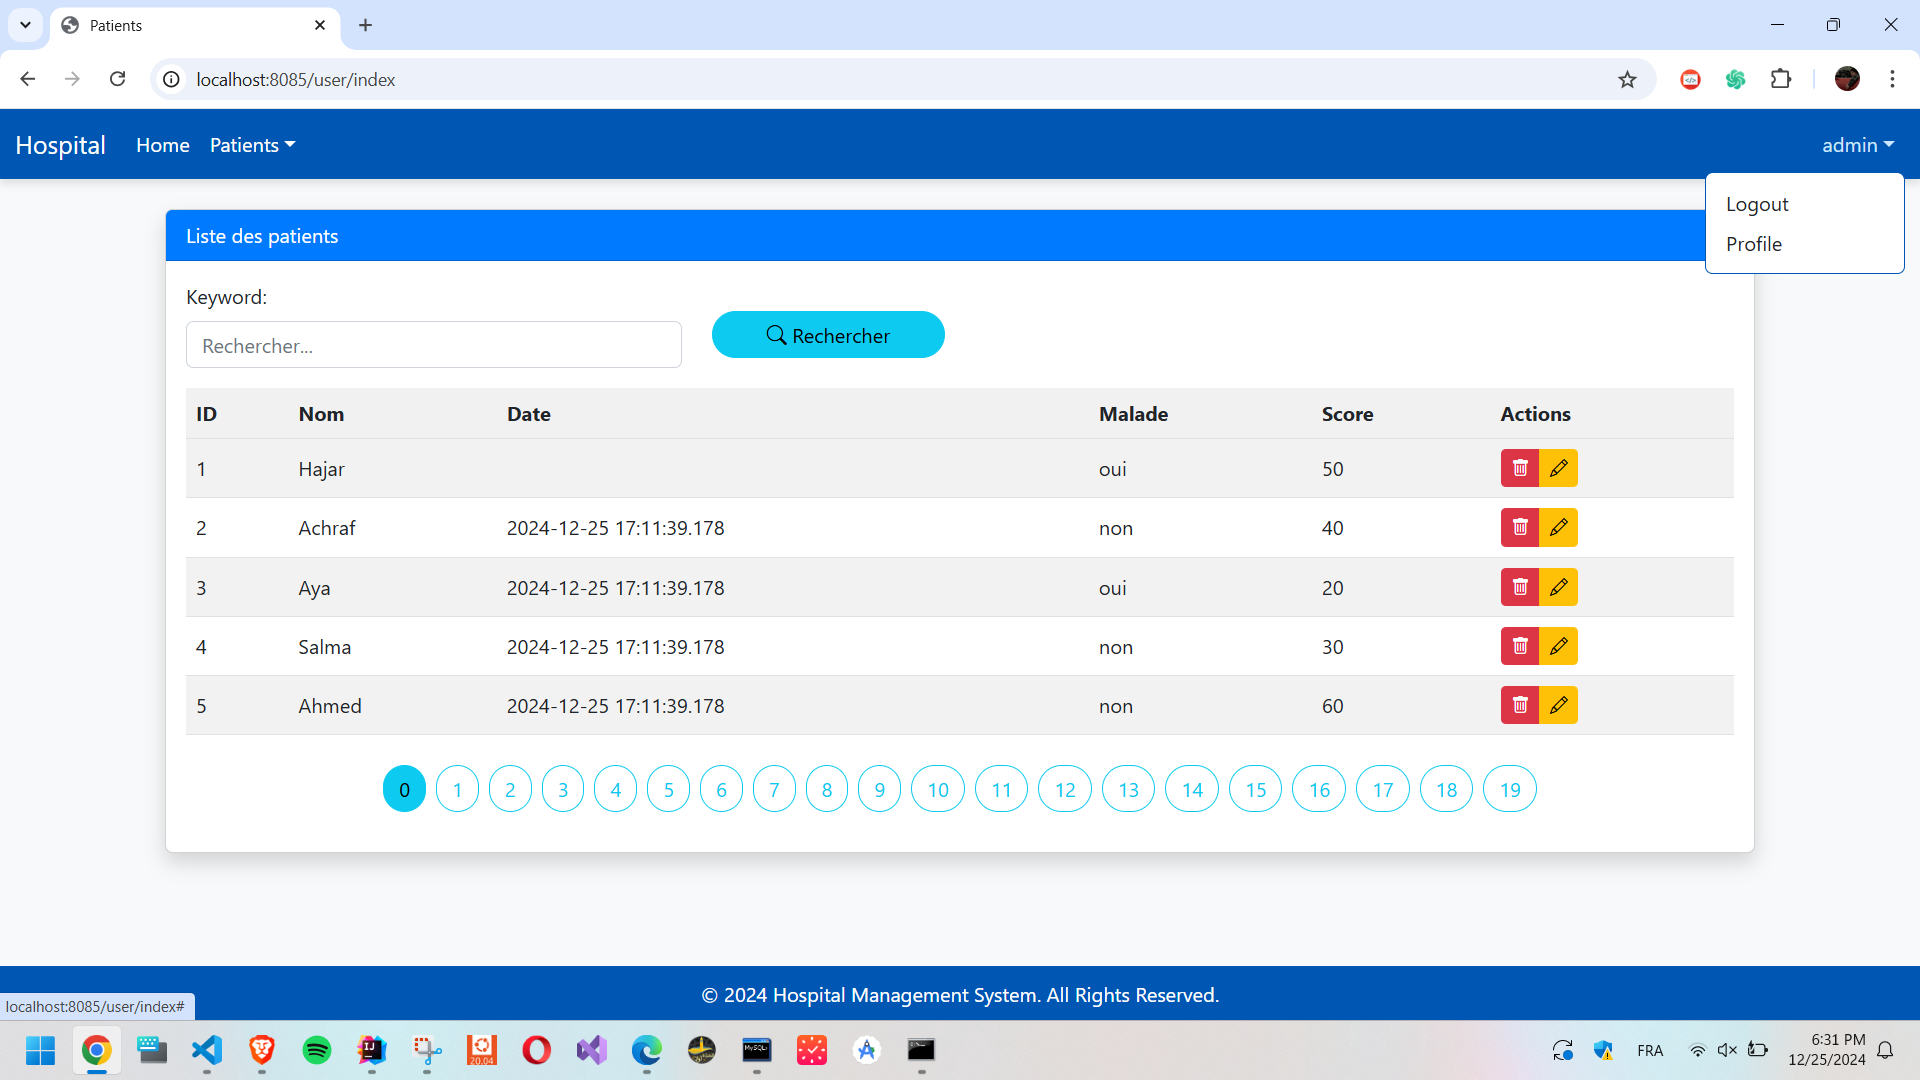 Patients
localhost:8085/user/index
Hospital Home Patients admin
Logout
Profile
Liste des patients
Keyword:
Rechercher...
Rechercher
ID Nom Date Malade Score Actions
1 Hajar oui 50
2 Achraf 2024-12-25 17:11:39.178 non 40
3 Aya 2024-12-25 17:11:39.178 oui 20
4 Salma 2024-12-25 17:11:39.178 non 30
5 Ahmed 2024-12-25 17:11:39.178 non 60
0 1 2 3 4 5 6 7 8 9 10 11 12 13 14 15 16 17 18 19
© 2024 Hospital Management System. All Rights Reserved.
localhost:8085/user/index#
IJ
20.04
MySQL
FRA
6:31 PM
12/25/2024